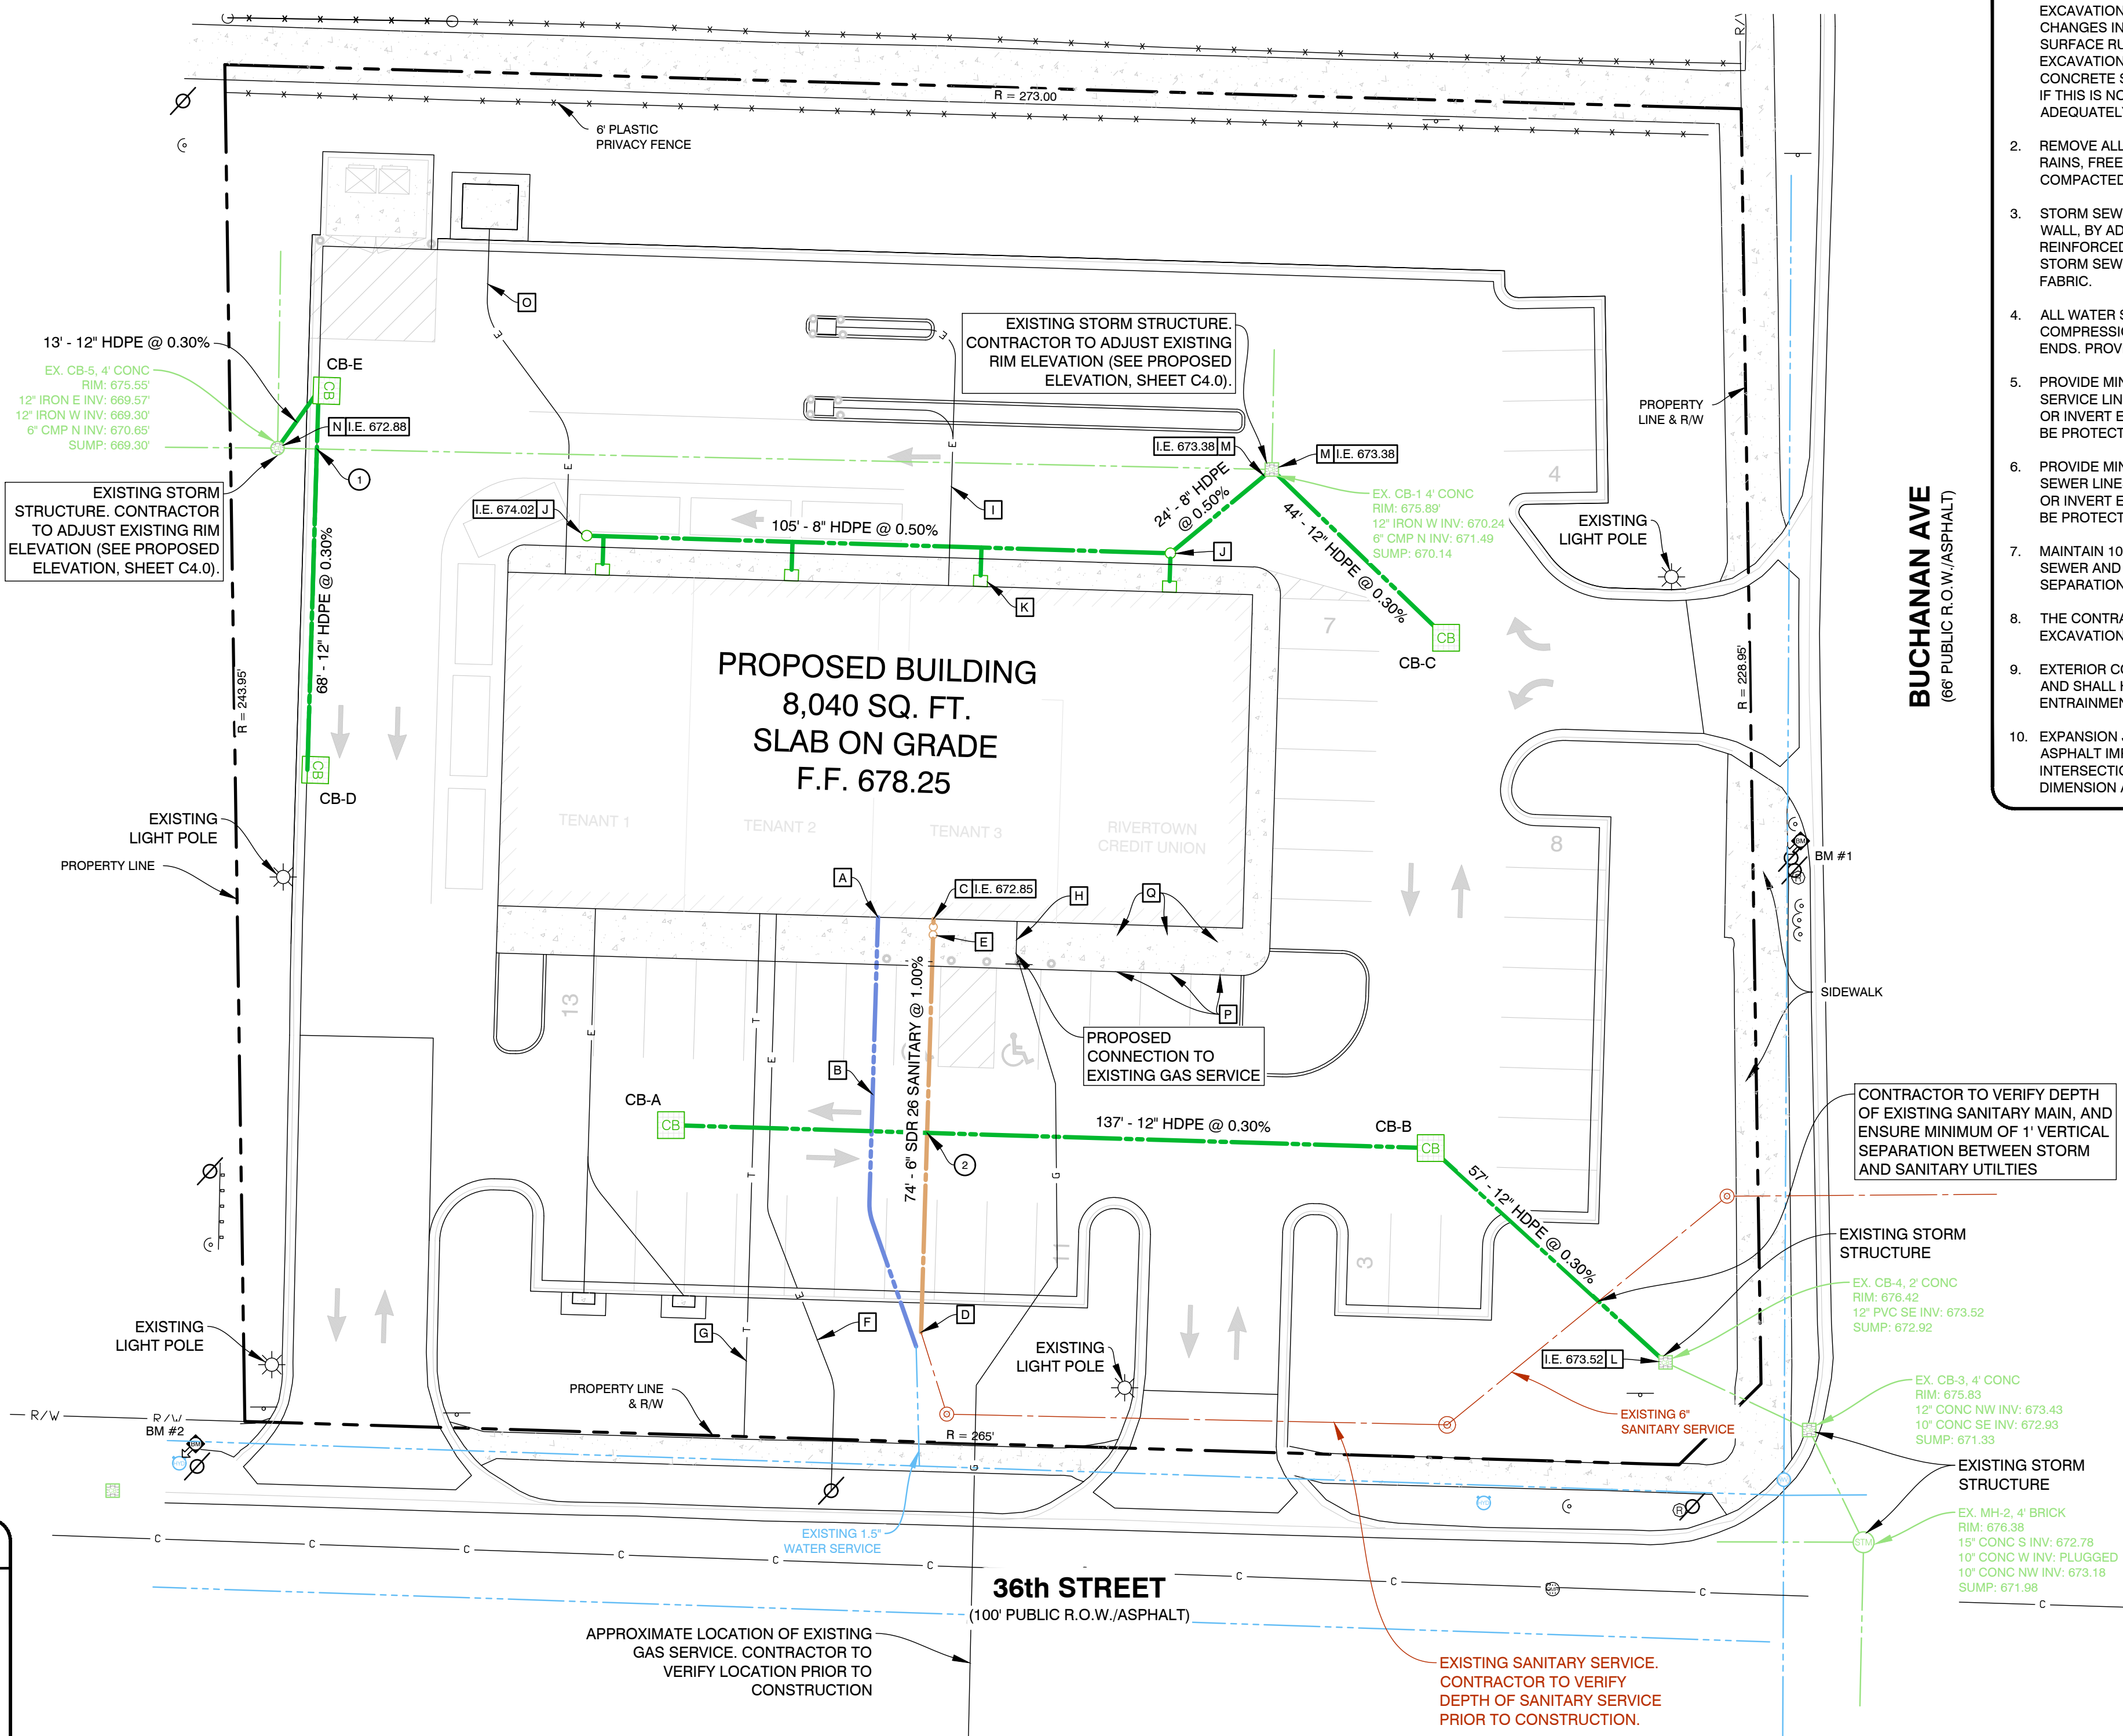 R/W
R = 273.00
6' PLASTIC
PRIVACY FENCE
O
13' - 12" HDPE @ 0.30%
CB-E
CB
EX. CB-5, 4' CONC
RIM: 675.55'
12" IRON E INV: 669.57'
12" IRON W INV: 669.30'
6" CMP N INV: 670.65'
SUMP: 669.30'
N I.E. 672.88
1
EXISTING STORM
STRUCTURE. CONTRACTOR
TO ADJUST EXISTING RIM
ELEVATION (SEE PROPOSED
ELEVATION, SHEET C4.0).
EXISTING STORM STRUCTURE.
CONTRACTOR TO ADJUST EXISTING
RIM ELEVATION (SEE PROPOSED
ELEVATION, SHEET C4.0).
I.E. 673.38 M
M I.E. 673.38
EX. CB-1 4' CONC
RIM: 675.89'
12" IRON W INV: 670.24
6" CMP N INV: 671.49
SUMP: 670.14
I.E. 674.02 J
105' - 8" HDPE @ 0.50%
I
J
K
24' - 8" HDPE
@ 0.50%
44' - 12" HDPE @ 0.30%
CB
CB-C
4
7
8
EXISTING
LIGHT POLE
PROPERTY
LINE & R/W
R = 228.95'
BUCHANAN AVE
(66' PUBLIC R.O.W./ASPHALT)
68' - 12" HDPE @ 0.30%
R = 243.95'
CB
CB-D
PROPOSED BUILDING
8,040 SQ. FT.
SLAB ON GRADE
F.F. 678.25
TENANT 1
TENANT 2
TENANT 3
RIVERTOWN
CREDIT UNION
EXISTING
LIGHT POLE
PROPERTY LINE
A
C I.E. 672.85
H
Q
E
P
BM
BM #1
SIDEWALK
13
74' - 6" SDR 26 SANITARY @ 1.00%
B
PROPOSED
CONNECTION TO
EXISTING GAS SERVICE
CB-A
CB
137' - 12" HDPE @ 0.30%
CB-B
CB
2
57' - 12" HDPE @ 0.30%
CONTRACTOR TO VERIFY DEPTH
OF EXISTING SANITARY MAIN, AND
ENSURE MINIMUM OF 1' VERTICAL
SEPARATION BETWEEN STORM
AND SANITARY UTILTIES
EXISTING STORM
STRUCTURE
EX. CB-4, 2' CONC
RIM: 676.42
12" PVC SE INV: 673.52
SUMP: 672.92
11
3
EXISTING
LIGHT POLE
G
F
D
EXISTING
LIGHT POLE
I.E. 673.52 L
PROPERTY LINE
& R/W
R = 265'
EXISTING 6"
SANITARY SERVICE
EX. CB-3, 4' CONC
RIM: 675.83
12" CONC NW INV: 673.43
10" CONC SE INV: 672.93
SUMP: 671.33
R/W
R/W
BM #2
BM
EXISTING STORM
STRUCTURE
EX. MH-2, 4' BRICK
RIM: 676.38
15" CONC S INV: 672.78
10" CONC W INV: PLUGGED
10" CONC NW INV: 673.18
SUMP: 671.98
STM
EXISTING 1.5"
WATER SERVICE
36th STREET
(100' PUBLIC R.O.W./ASPHALT)
APPROXIMATE LOCATION OF EXISTING
GAS SERVICE. CONTRACTOR TO
VERIFY LOCATION PRIOR TO
CONSTRUCTION
EXISTING SANITARY SERVICE.
CONTRACTOR TO VERIFY
DEPTH OF SANITARY SERVICE
PRIOR TO CONSTRUCTION.
EXCAVATION
CHANGES IN
SURFACE RU
EXCAVATION
CONCRETE S
IF THIS IS NO
ADEQUATELY
2. REMOVE ALL
RAINS, FREE
COMPACTED
3. STORM SEW
WALL, BY AD
REINFORCED
STORM SEW
FABRIC.
4. ALL WATER S
COMPRESSIO
ENDS. PROV
5. PROVIDE MIN
SERVICE LIN
OR INVERT E
BE PROTECT
6. PROVIDE MIN
SEWER LINE
OR INVERT E
BE PROTECT
7. MAINTAIN 10
SEWER AND
SEPARATION
8. THE CONTRA
EXCAVATION
9. EXTERIOR CO
AND SHALL H
ENTRAINMEN
10. EXPANSION
ASPHALT IMP
INTERSECTIO
DIMENSION A